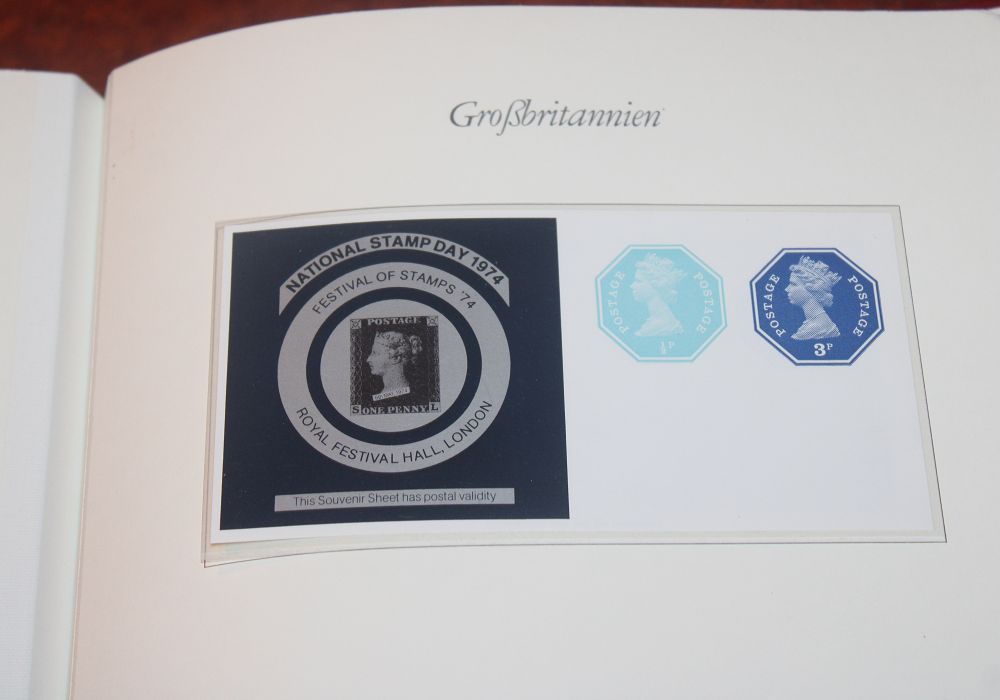 Großbritannien
NATIONAL STAMP DAY 1974
FESTIVAL OF STAMPS '74
POSTAGE
S ONE PENNY L
ROYAL FESTIVAL HALL, LONDON
This Souvenir Sheet has postal validity
POSTAGE POSTAGE
½P
POSTAGE POSTAGE
3P